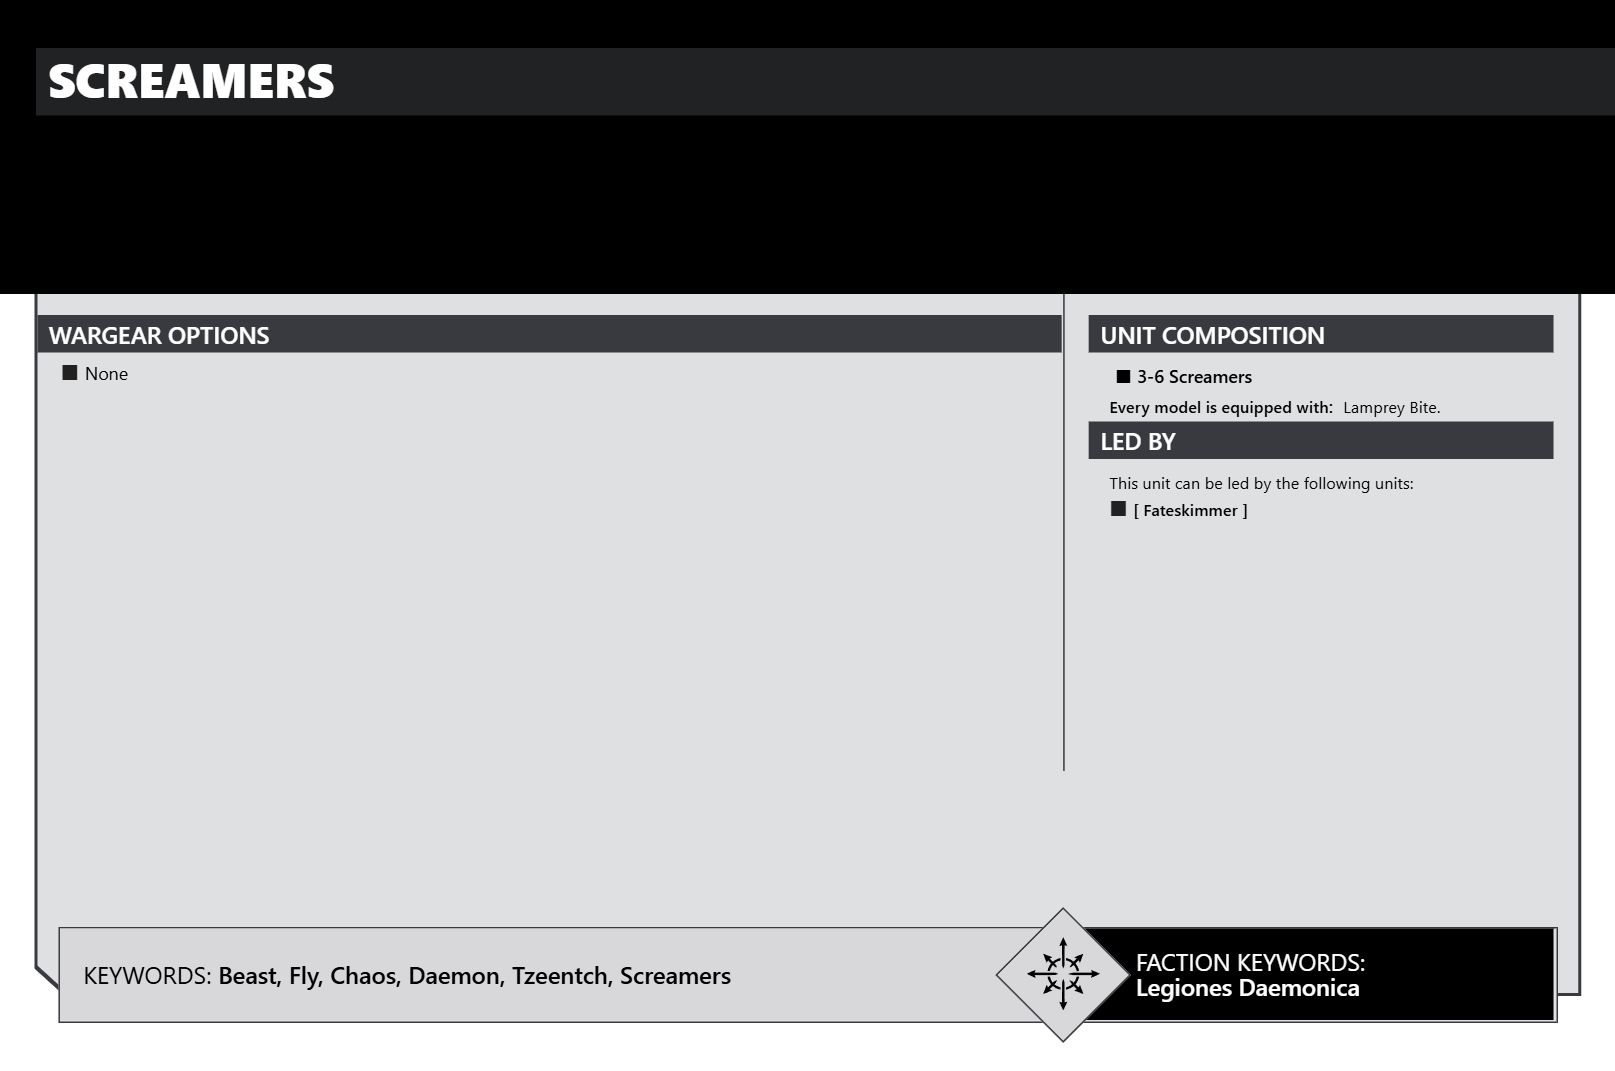 SCREAMERS
WARGEAR OPTIONS
None
UNIT COMPOSITION
3-6 Screamers
Every model is equipped with: Lamprey Bite.
LED BY
This unit can be led by the following units:
[ Fateskimmer ]
KEYWORDS: Beast, Fly, Chaos, Daemon, Tzeentch, Screamers
FACTION KEYWORDS:
Legiones Daemonica